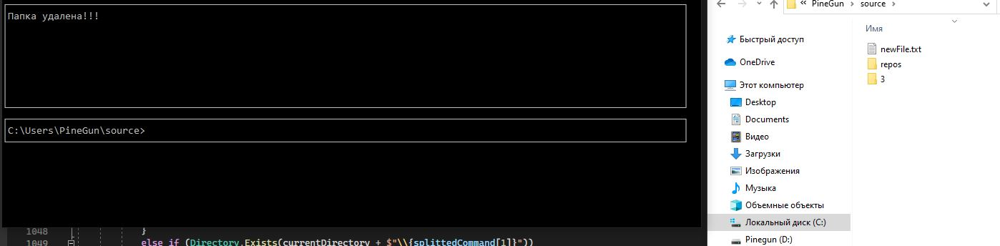 Папка удалена!!!
C:\Users\PineGun\source>
1048
}
1049
else if (Directory.Exists(currentDirectory + $"\\{splittedCommand[1]}"))
« PineGun › source ›
Имя
Быстрый доступ
OneDrive
Этот компьютер
Desktop
Documents
Видео
Загрузки
Изображения
Музыка
Объемные объекты
Локальный диск (C:)
Pinegun (D:)
newFile.txt
repos
3